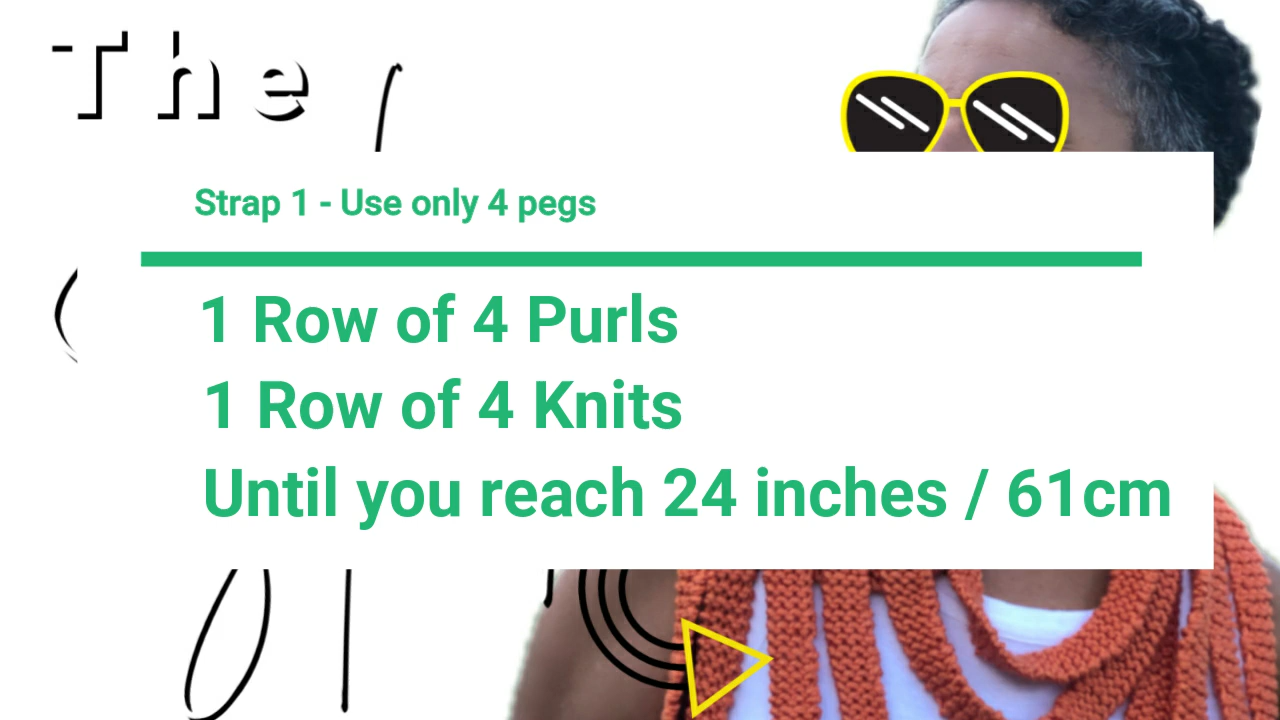 The
Strap 1 - Use only 4 pegs
1 Row of 4 Purls
1 Row of 4 Knits
Until you reach 24 inches / 61cm